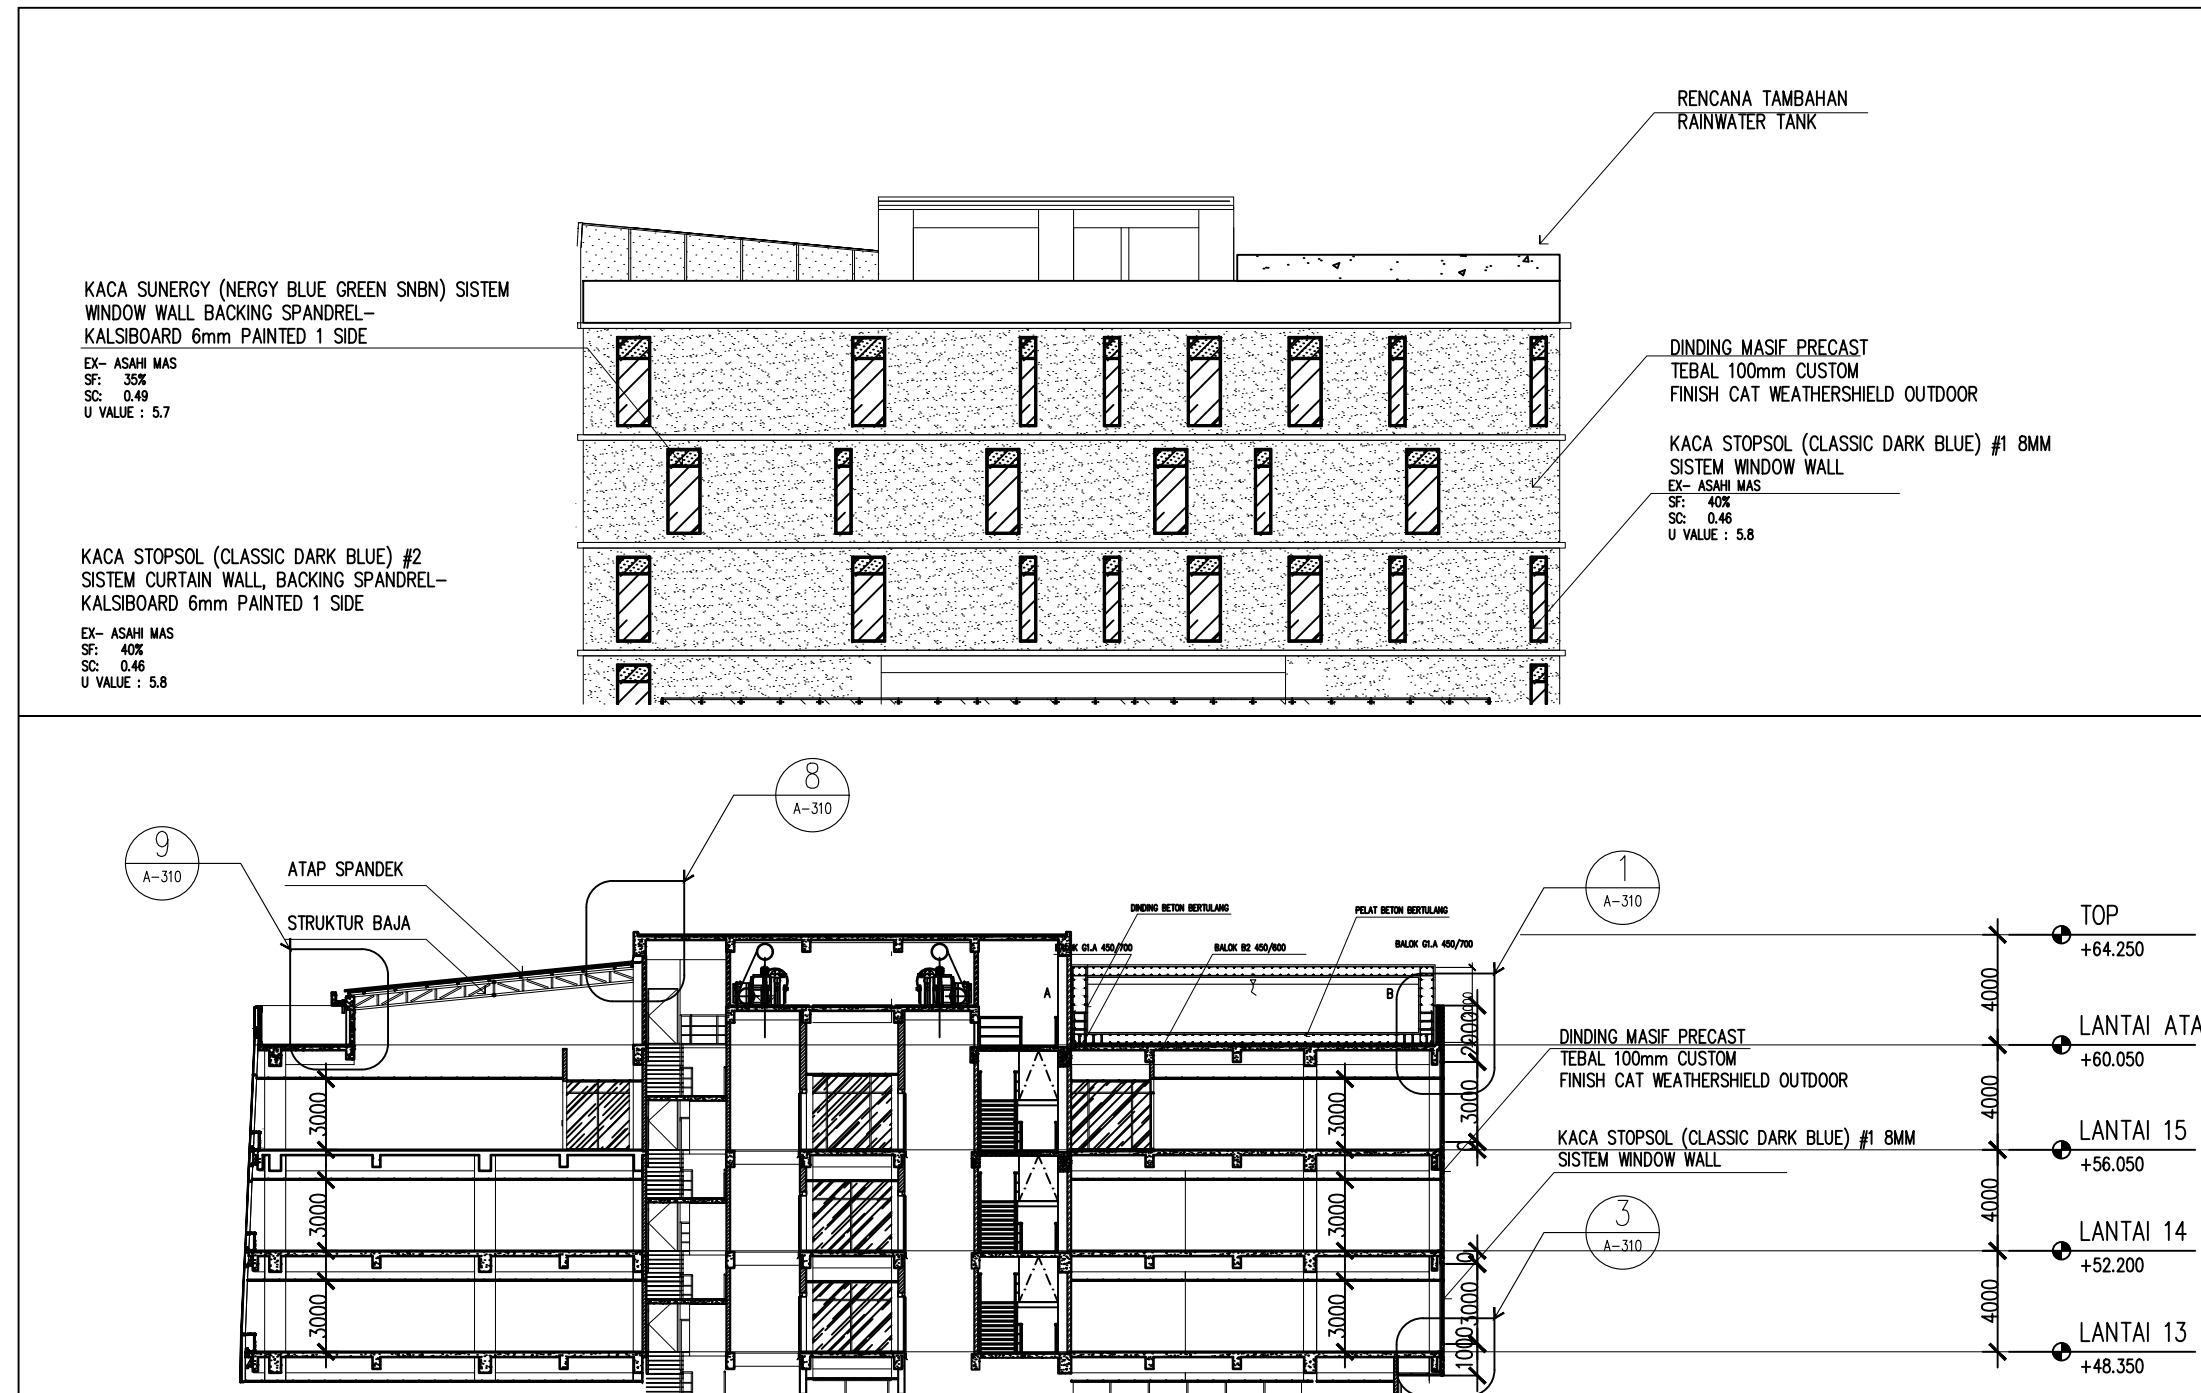 RENCANA TAMBAHAN
RAINWATER TANK
KACA SUNERGY (NERGY BLUE GREEN SNBN) SISTEM
WINDOW WALL BACKING SPANDREL-
KALSIBOARD 6mm PAINTED 1 SIDE
EX- ASAHI MAS
SF: 35%
SC: 0.49
U VALUE : 5.7
DINDING MASIF PRECAST
TEBAL 100mm CUSTOM
FINISH CAT WEATHERSHIELD OUTDOOR
KACA STOPSOL (CLASSIC DARK BLUE) #1 8MM
SISTEM WINDOW WALL
EX- ASAHI MAS
SF: 40%
SC: 0.46
U VALUE : 5.8
KACA STOPSOL (CLASSIC DARK BLUE) #2
SISTEM CURTAIN WALL, BACKING SPANDREL-
KALSIBOARD 6mm PAINTED 1 SIDE
EX- ASAHI MAS
SF: 40%
SC: 0.46
U VALUE : 5.8
8
A-310
9
A-310
ATAP SPANDEK
STRUKTUR BAJA
1
A-310
DINDING BETON BERTULANG
PELAT BETON BERTULANG
G1.A 450/700
BALOK B2 450/600
BALOK G1.A 450/700
A
B
TOP
+64.250
4000
LANTAI ATA
+60.050
4000
LANTAI 15
+56.050
4000
LANTAI 14
+52.200
4000
LANTAI 13
+48.350
DINDING MASIF PRECAST
TEBAL 100mm CUSTOM
FINISH CAT WEATHERSHIELD OUTDOOR
KACA STOPSOL (CLASSIC DARK BLUE) #1 8MM
SISTEM WINDOW WALL
3
A-310
3000
3000
3000
3000
3000
3000
3000
3000
1000